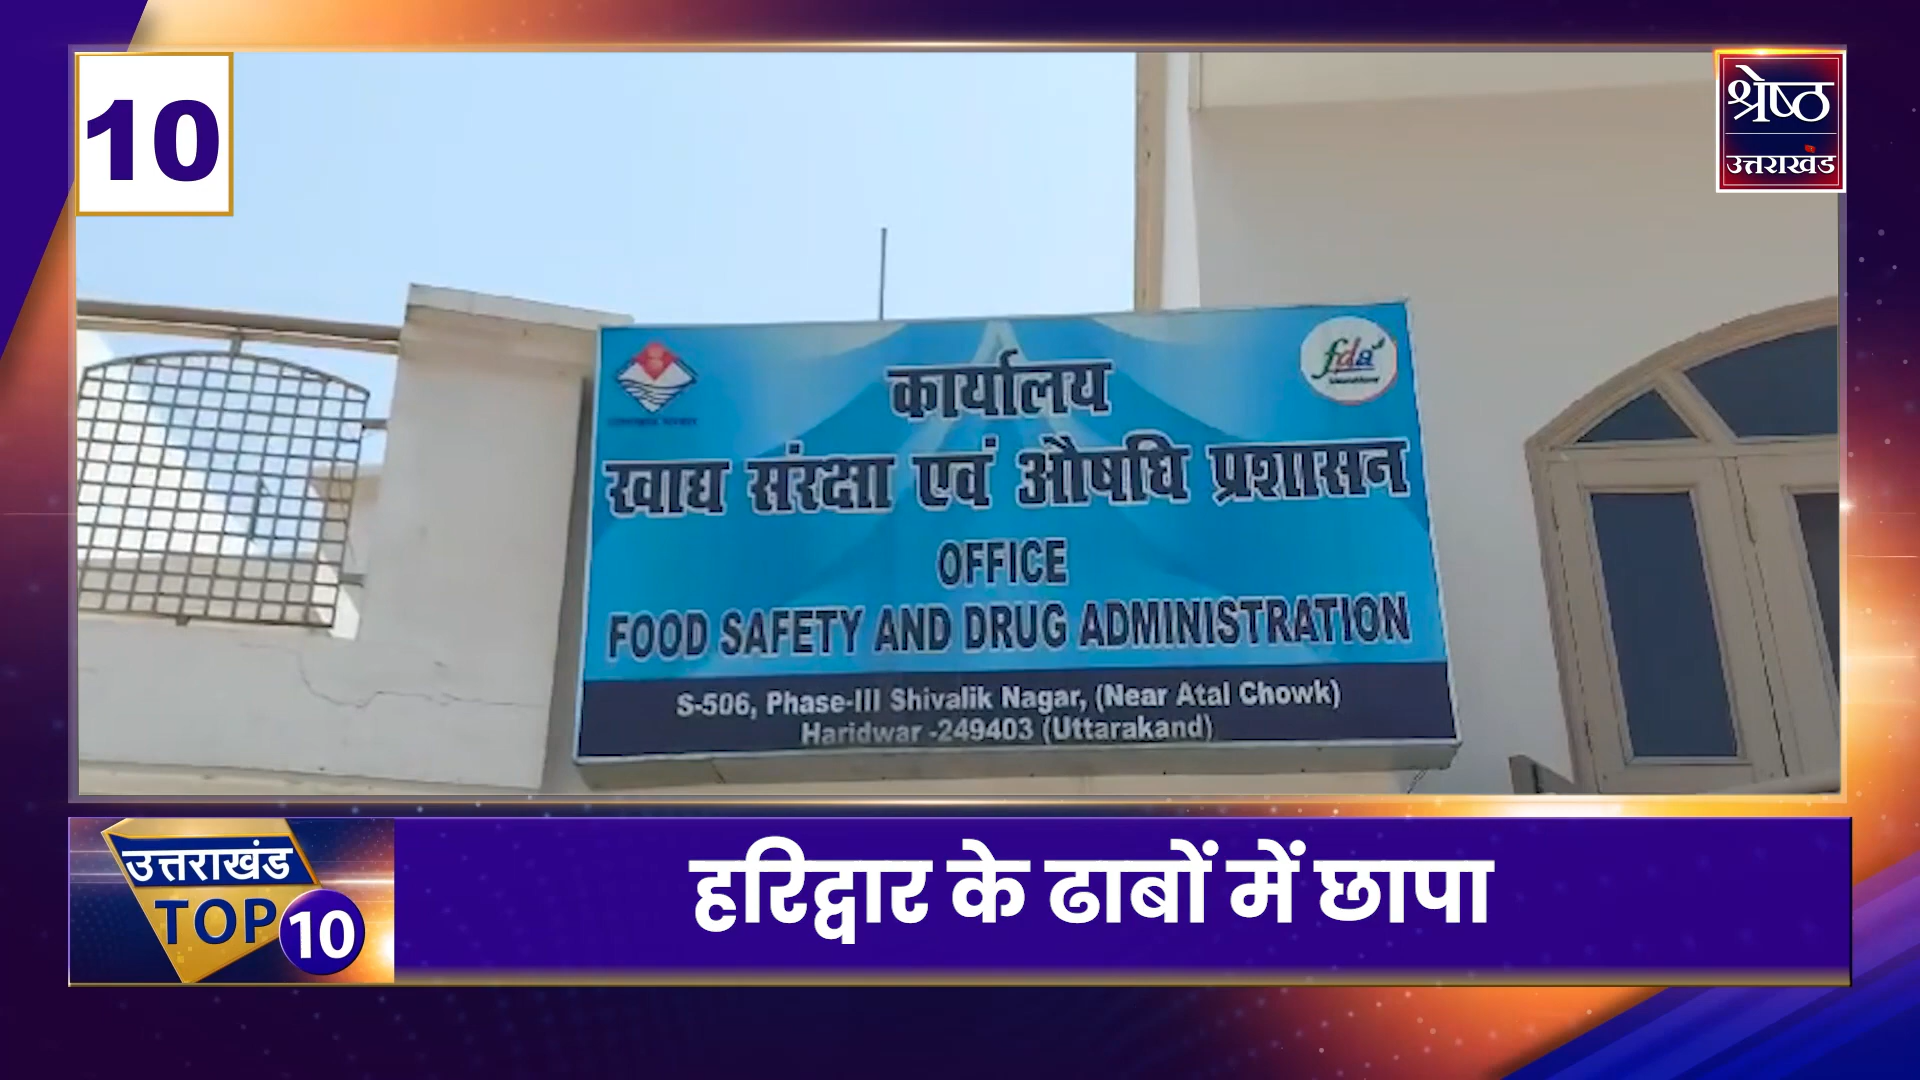 10
श्रेष्ठ
उत्तराखंड
कार्यालय
fda
खाद्य संरक्षा एवं औषधि प्रशासन
OFFICE
FOOD SAFETY AND DRUG ADMINISTRATION
S-506, Phase-III Shivalik Nagar, (Near Atal Chowk)
Haridwar -249403 (Uttarakand)
उत्तराखंड
TOP 10
हरिद्वार के ढाबों में छापा